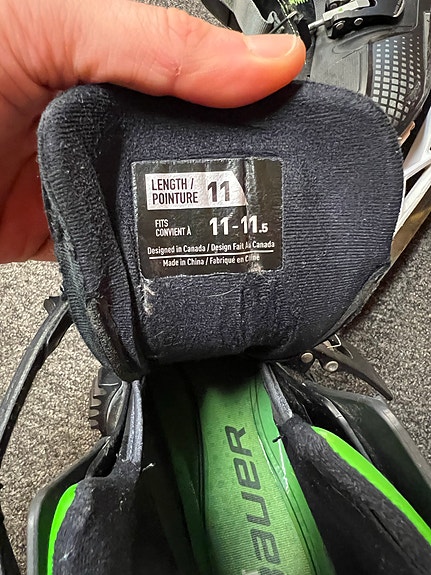 LENGTH / 11
POINTURE
FITS 11-11.5
CONVIENT À
Designed in Canada / Design Fait Au Canada
Made in China / Fabriqué en Chine
BAUER